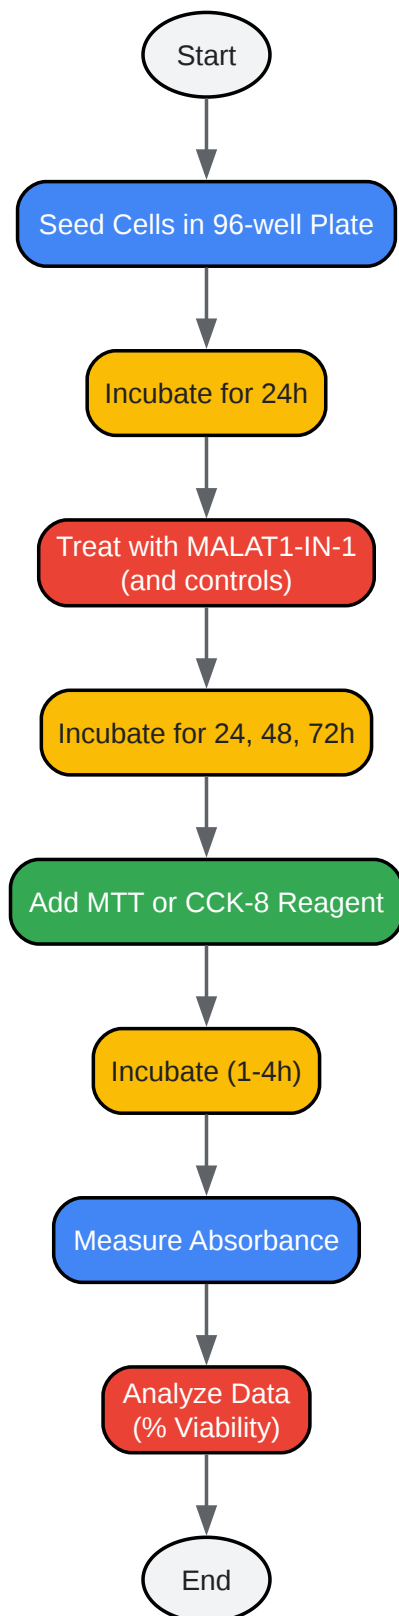 Start
Seed Cells in 96-well Plate
Incubate for 24h
Treat with MALAT1-IN-1
(and controls)
Incubate for 24, 48, 72h
Add MTT or CCK-8 Reagent
Incubate (1-4h)
Measure Absorbance
Analyze Data
(% Viability)
End